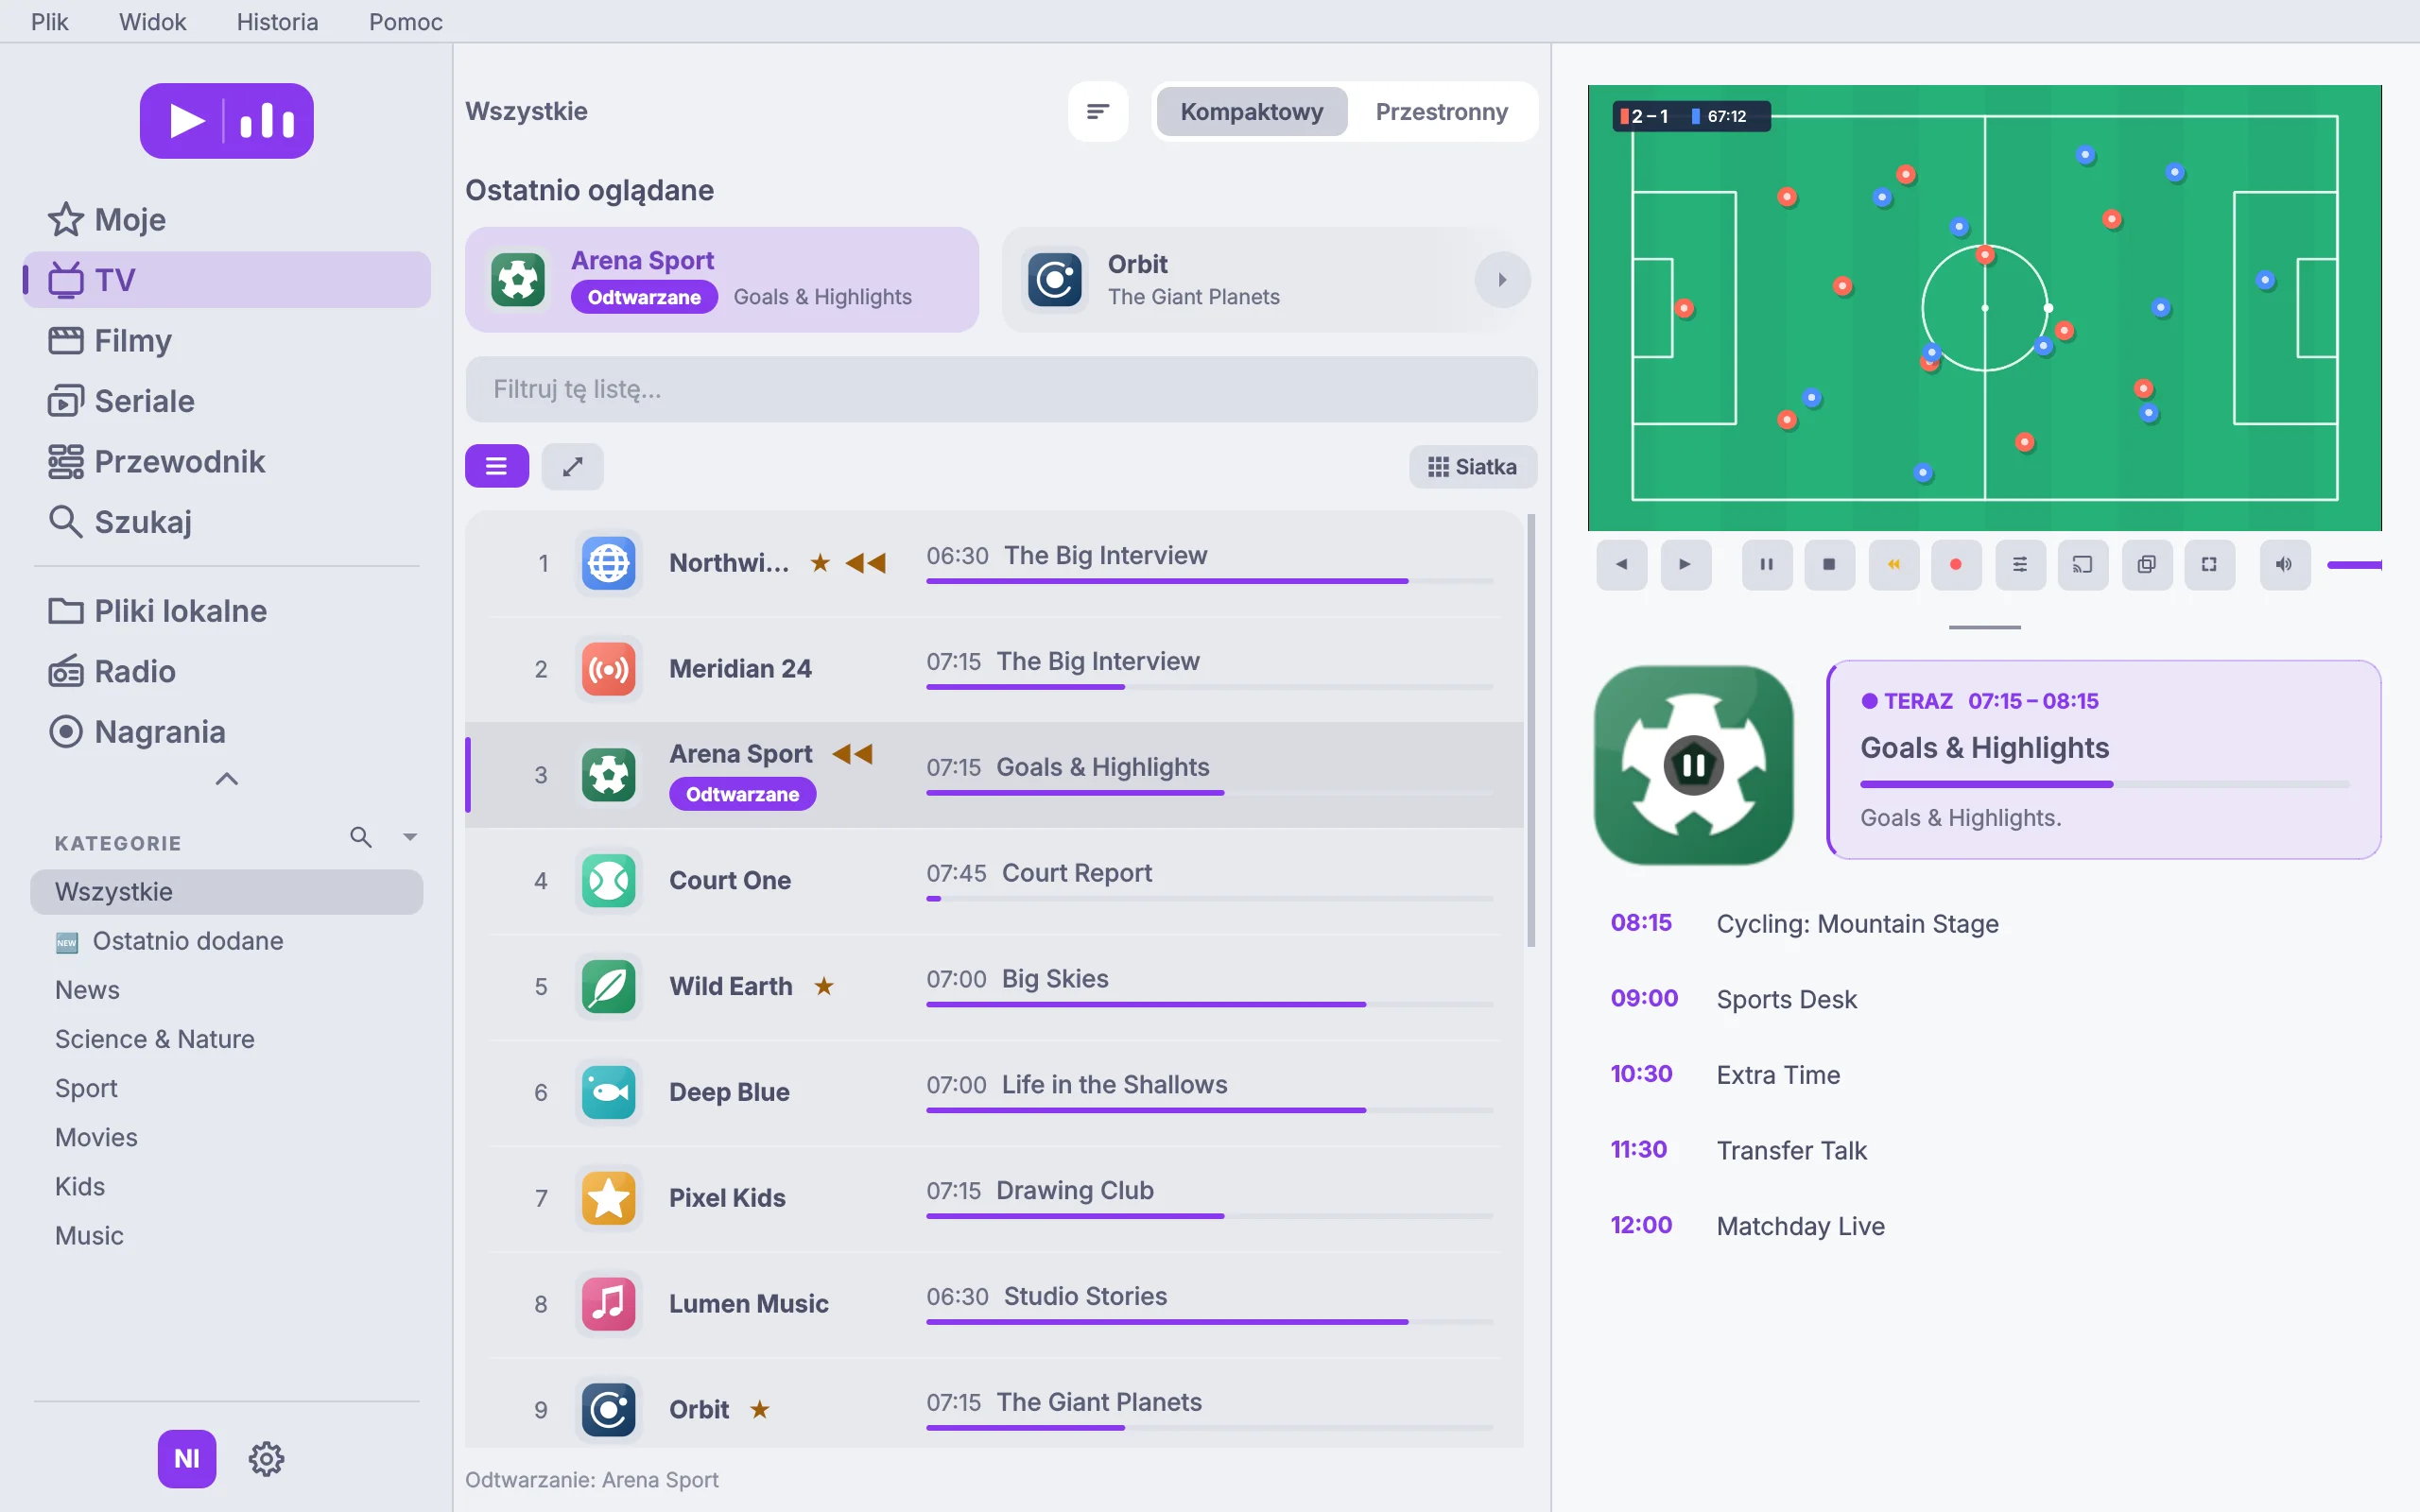 Plik Widok Historia Pomoc
Moje
TV
Filmy
Seriale
Przewodnik
Szukaj
Pliki lokalne
Radio
Nagrania
KATEGORIE
Wszystkie
NEW Ostatnio dodane
News
Science & Nature
Sport
Movies
Kids
Music
NI
Wszystkie
Kompaktowy Przestronny
Ostatnio oglądane
Arena Sport
Odtwarzane Goals & Highlights
Orbit
The Giant Planets
Filtruj tę listę...
Siatka
1 Northwi... 06:30 The Big Interview
2 Meridian 24 07:15 The Big Interview
3 Arena Sport 07:15 Goals & Highlights
Odtwarzane
4 Court One 07:45 Court Report
5 Wild Earth 07:00 Big Skies
6 Deep Blue 07:00 Life in the Shallows
7 Pixel Kids 07:15 Drawing Club
8 Lumen Music 06:30 Studio Stories
9 Orbit 07:15 The Giant Planets
Odtwarzanie: Arena Sport
2 – 1 67:12
TERAZ 07:15 – 08:15
Goals & Highlights
Goals & Highlights.
08:15 Cycling: Mountain Stage
09:00 Sports Desk
10:30 Extra Time
11:30 Transfer Talk
12:00 Matchday Live